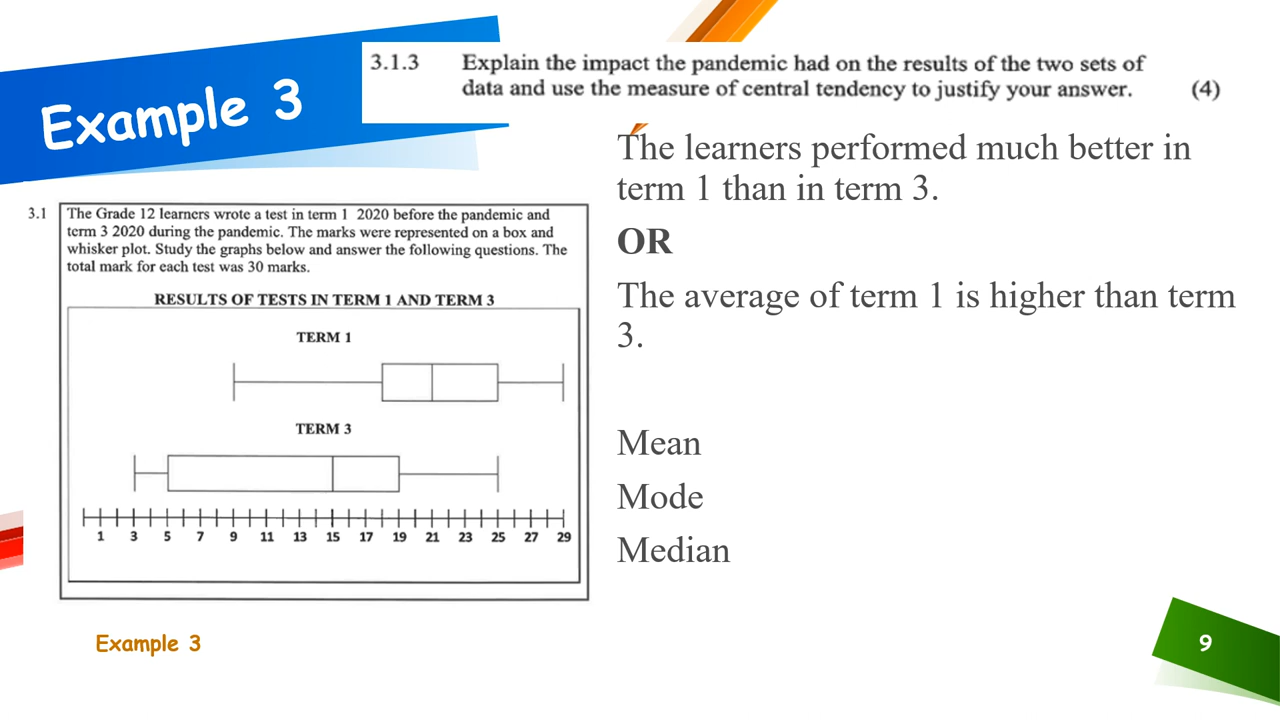 Example 3
3.1.3 Explain the impact the pandemic had on the results of the two sets of
data and use the measure of central tendency to justify your answer. (4)
The learners performed much better in
term 1 than in term 3.
OR
The average of term 1 is higher than term
3.
Mean
Mode
Median
3.1 The Grade 12 learners wrote a test in term 1 2020 before the pandemic and
term 3 2020 during the pandemic. The marks were represented on a box and
whisker plot. Study the graphs below and answer the following questions. The
total mark for each test was 30 marks.
RESULTS OF TESTS IN TERM 1 AND TERM 3
TERM 1
TERM 3
1 3 5 7 9 11 13 15 17 19 21 23 25 27 29
Example 3
9